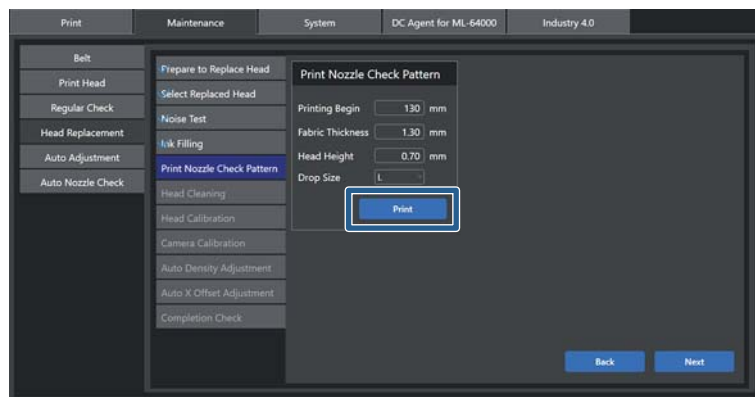 Print Maintenance System DC Agent for ML-64000 Industry 4.0
Belt
Print Head
Regular Check
Head Replacement
Auto Adjustment
Auto Nozzle Check
Prepare to Replace Head
Select Replaced Head
Noise Test
Ink Filling
Print Nozzle Check Pattern
Head Cleaning
Head Calibration
Camera Calibration
Auto Density Adjustment
Auto X Offset Adjustment
Completion Check
Print Nozzle Check Pattern
Printing Begin 130 mm
Fabric Thickness 1.30 mm
Head Height 0.70 mm
Drop Size L
Print
Back Next